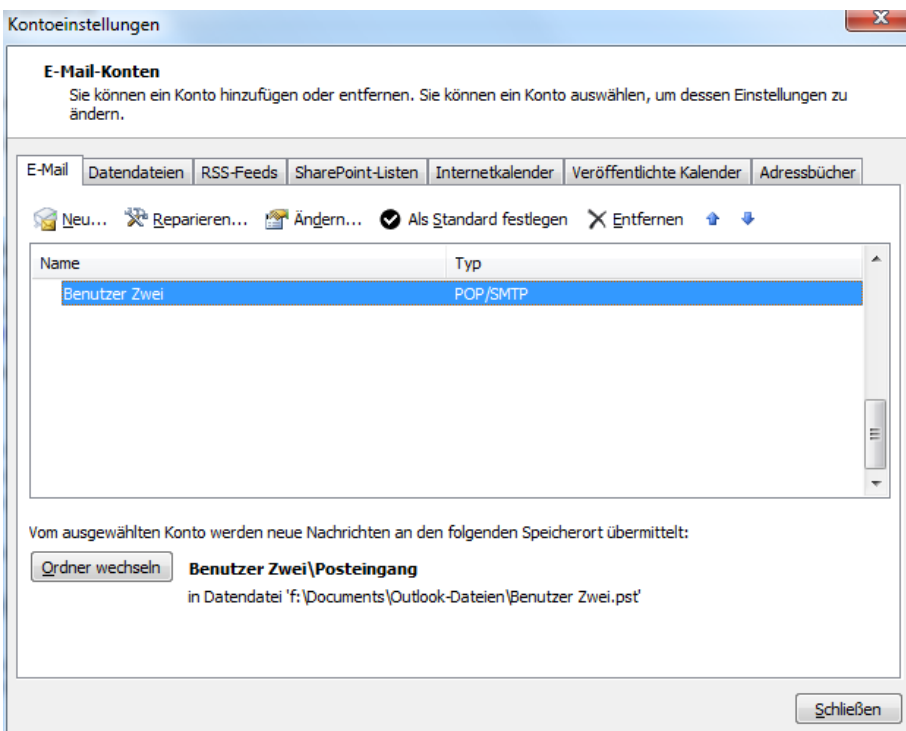 Kontoeinstellungen
E-Mail-Konten
Sie können ein Konto hinzufügen oder entfernen. Sie können ein Konto auswählen, um dessen Einstellungen zu
ändern.
E-Mail Datendateien RSS-Feeds SharePoint-Listen Internetkalender Veröffentlichte Kalender Adressbücher
Neu... Reparieren... Ändern... Als Standard festlegen Entfernen
Name Typ
Benutzer Zwei POP/SMTP
Vom ausgewählten Konto werden neue Nachrichten an den folgenden Speicherort übermittelt:
Ordner wechseln Benutzer Zwei\Posteingang
in Datendatei 'f:\Documents\Outlook-Dateien\Benutzer Zwei.pst'
Schließen